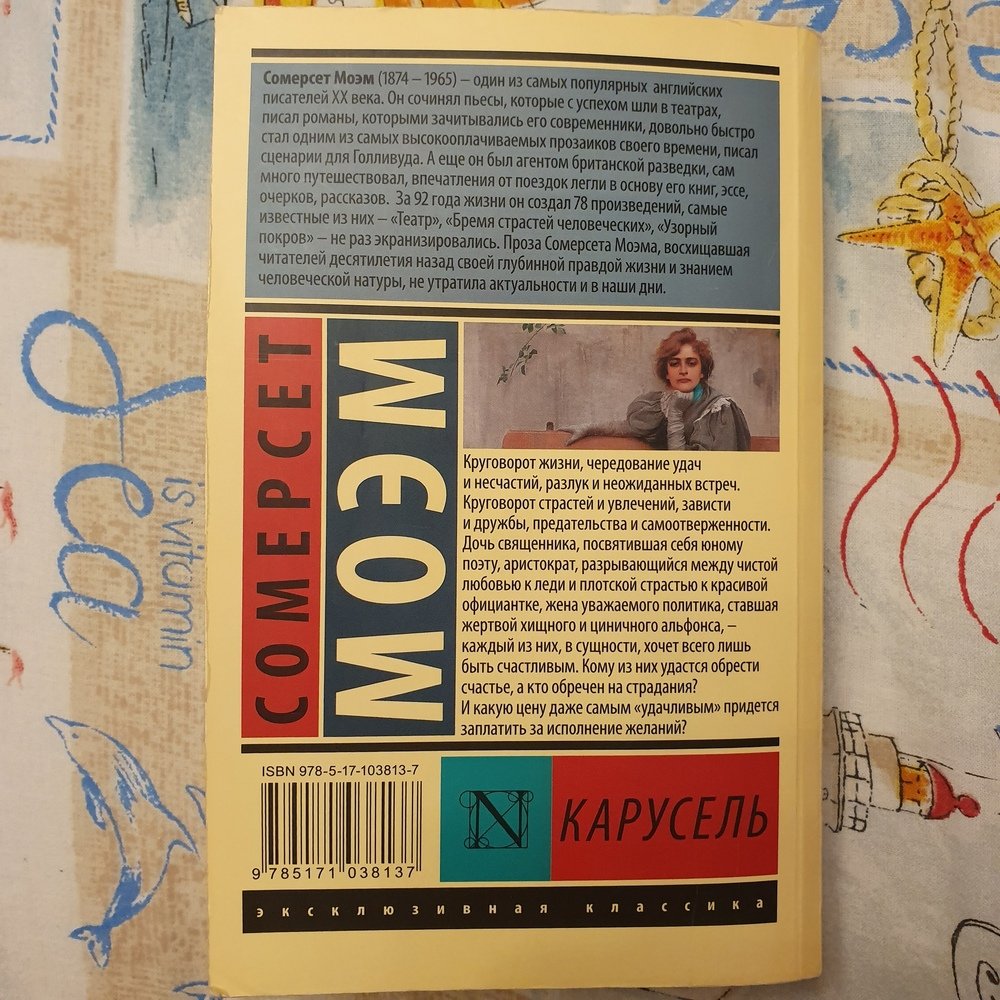 Сомерсет Моэм (1874 – 1965) – один из самых популярных английских
писателей XX века. Он сочинял пьесы, которые с успехом шли в театрах,
писал романы, которыми зачитывались его современники, довольно быстро
стал одним из самых высокооплачиваемых прозаиков своего времени, писал
сценарии для Голливуда. А еще он был агентом британской разведки, сам
много путешествовал, впечатления от поездок легли в основу его книг, эссе,
очерков, рассказов. За 92 года жизни он создал 78 произведений, самые
известные из них – «Театр», «Бремя страстей человеческих», «Узорный
покров» – не раз экранизировались. Проза Сомерсета Моэма, восхищавшая
читателей десятилетия назад своей глубинной правдой жизни и знанием
человеческой натуры, не утратила актуальности и в наши дни.
СОМЕРСЕТ
МОЭМ
Круговорот жизни, чередование удач
и несчастий, разлук и неожиданных встреч.
Круговорот страстей и увлечений, зависти
и дружбы, предательства и самоотверженности.
Дочь священника, посвятившая себя юному
поэту, аристократ, разрывающийся между чистой
любовью к леди и плотской страстью к красивой
официантке, жена уважаемого политика, ставшая
жертвой хищного и циничного альфонса, –
каждый из них, в сущности, хочет всего лишь
быть счастливым. Кому из них удастся обрести
счастье, а кто обречен на страдания?
И какую цену даже самым "удачливым" придется
заплатить за исполнение желаний?
ISBN 978-5-17-103813-7
9 785171 038137
N
КАРУСЕЛЬ
эксклюзивная классика
Sea
is vitamin